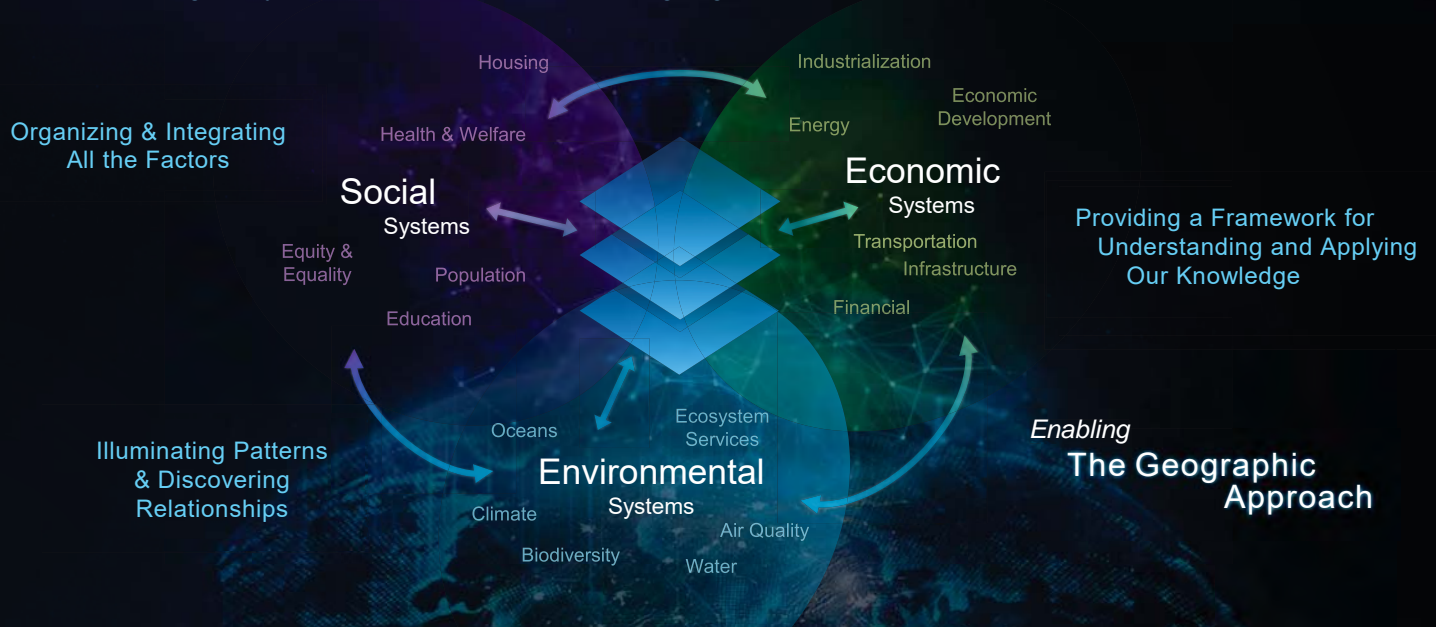 Housing
Industrialization
Economic
Development
Organizing & Integrating
All the Factors
Health & Welfare
Energy
Social
Systems
Economic
Systems
Equity &
Equality
Population
Education
Transportation
Infrastructure
Financial
Providing a Framework for
Understanding and Applying
Our Knowledge
Illuminating Patterns
& Discovering
Relationships
Oceans
Ecosystem
Services
Environmental
Systems
Climate
Air Quality
Biodiversity
Water
Enabling
The Geographic
Approach